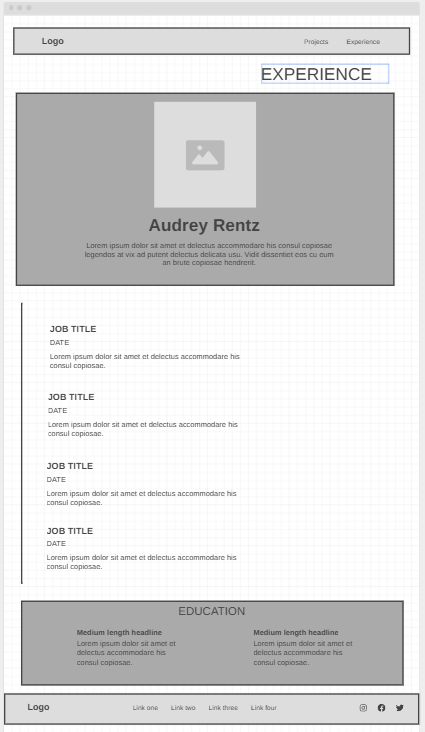 Logo Projects Experience
EXPERIENCE
Audrey Rentz
Lorem ipsum dolor sit amet et delectus accommodare his consul copiosae
legendos at vix ad putent delectus delicata usu. Vidit dissentiet eos cu eum
an brute copiosae hendrerit.
JOB TITLE
DATE
Lorem ipsum dolor sit amet et delectus accommodare his
consul copiosae.
JOB TITLE
DATE
Lorem ipsum dolor sit amet et delectus accommodare his
consul copiosae.
JOB TITLE
DATE
Lorem ipsum dolor sit amet et delectus accommodare his
consul copiosae.
JOB TITLE
DATE
Lorem ipsum dolor sit amet et delectus accommodare his
consul copiosae.
EDUCATION
Medium length headline
Lorem ipsum dolor sit amet et
delectus accommodare his
consul copiosae.
Medium length headline
Lorem ipsum dolor sit amet et
delectus accommodare his
consul copiosae.
Logo Link one Link two Link three Link four